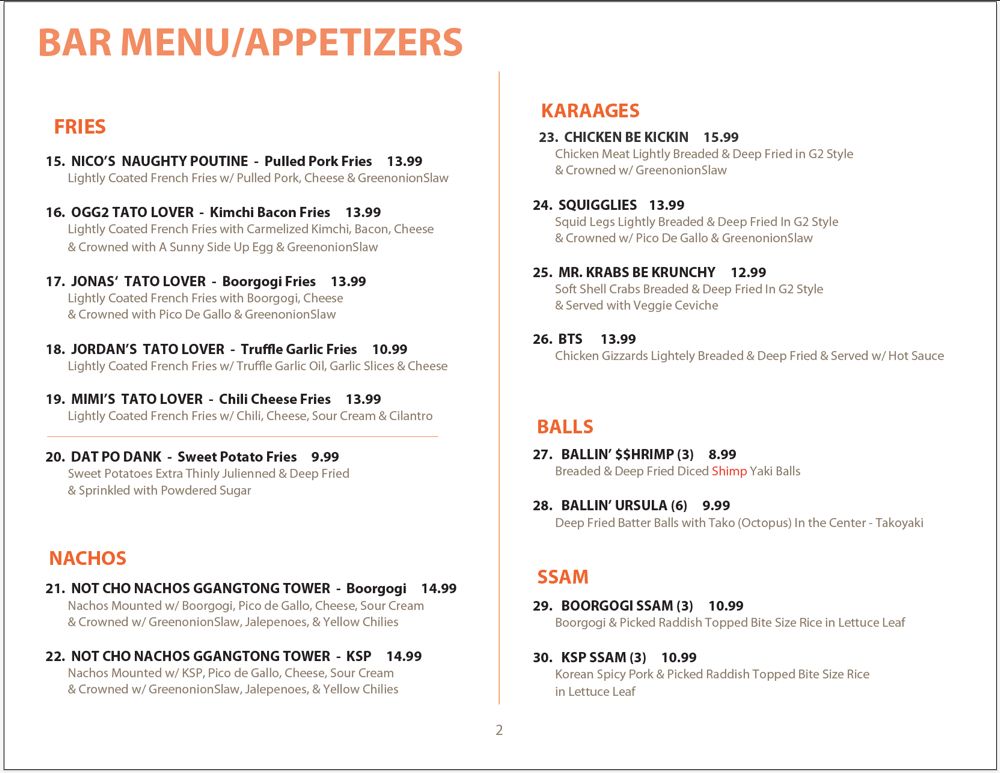 BAR MENU/APPETIZERS
FRIES
15. NICO’S NAUGHTY POUTINE - Pulled Pork Fries 13.99
Lightly Coated French Fries w/ Pulled Pork, Cheese & GreenonionSlaw
16. OGG2 TATO LOVER - Kimchi Bacon Fries 13.99
Lightly Coated French Fries with Carmelized Kimchi, Bacon, Cheese
& Crowned with A Sunny Side Up Egg & GreenonionSlaw
17. JONAS‘ TATO LOVER - Boorgogi Fries 13.99
Lightly Coated French Fries with Boorgogi, Cheese
& Crowned with Pico De Gallo & GreenonionSlaw
18. JORDAN’S TATO LOVER - Truffle Garlic Fries 10.99
Lightly Coated French Fries w/ Truffle Garlic Oil, Garlic Slices & Cheese
19. MIMI’S TATO LOVER - Chili Cheese Fries 13.99
Lightly Coated French Fries w/ Chili, Cheese, Sour Cream & Cilantro
20. DAT PO DANK - Sweet Potato Fries 9.99
Sweet Potatoes Extra Thinly Julienned & Deep Fried
& Sprinkled with Powdered Sugar
NACHOS
21. NOT CHO NACHOS GGANGTONG TOWER - Boorgogi 14.99
Nachos Mounted w/ Boorgogi, Pico de Gallo, Cheese, Sour Cream
& Crowned w/ GreenonionSlaw, Jalepenoes, & Yellow Chilies
22. NOT CHO NACHOS GGANGTONG TOWER - KSP 14.99
Nachos Mounted w/ KSP, Pico de Gallo, Cheese, Sour Cream
& Crowned w/ GreenonionSlaw, Jalepenoes, & Yellow Chilies
KARAAGES
23. CHICKEN BE KICKIN 15.99
Chicken Meat Lightly Breaded & Deep Fried in G2 Style
& Crowned w/ GreenonionSlaw
24. SQUIGGLIES 13.99
Squid Legs Lightly Breaded & Deep Fried In G2 Style
& Crowned w/ Pico De Gallo & GreenonionSlaw
25. MR. KRABS BE KRUNCHY 12.99
Soft Shell Crabs Breaded & Deep Fried In G2 Style
& Served with Veggie Ceviche
26. BTS 13.99
Chicken Gizzards Lightely Breaded & Deep Fried & Served w/ Hot Sauce
BALLS
27. BALLIN’ $$HRIMP (3) 8.99
Breaded & Deep Fried Diced Shimp Yaki Balls
28. BALLIN’ URSULA (6) 9.99
Deep Fried Batter Balls with Tako (Octopus) In the Center - Takoyaki
SSAM
29. BOORGOGI SSAM (3) 10.99
Boorgogi & Picked Raddish Topped Bite Size Rice in Lettuce Leaf
30. KSP SSAM (3) 10.99
Korean Spicy Pork & Picked Raddish Topped Bite Size Rice
in Lettuce Leaf
2